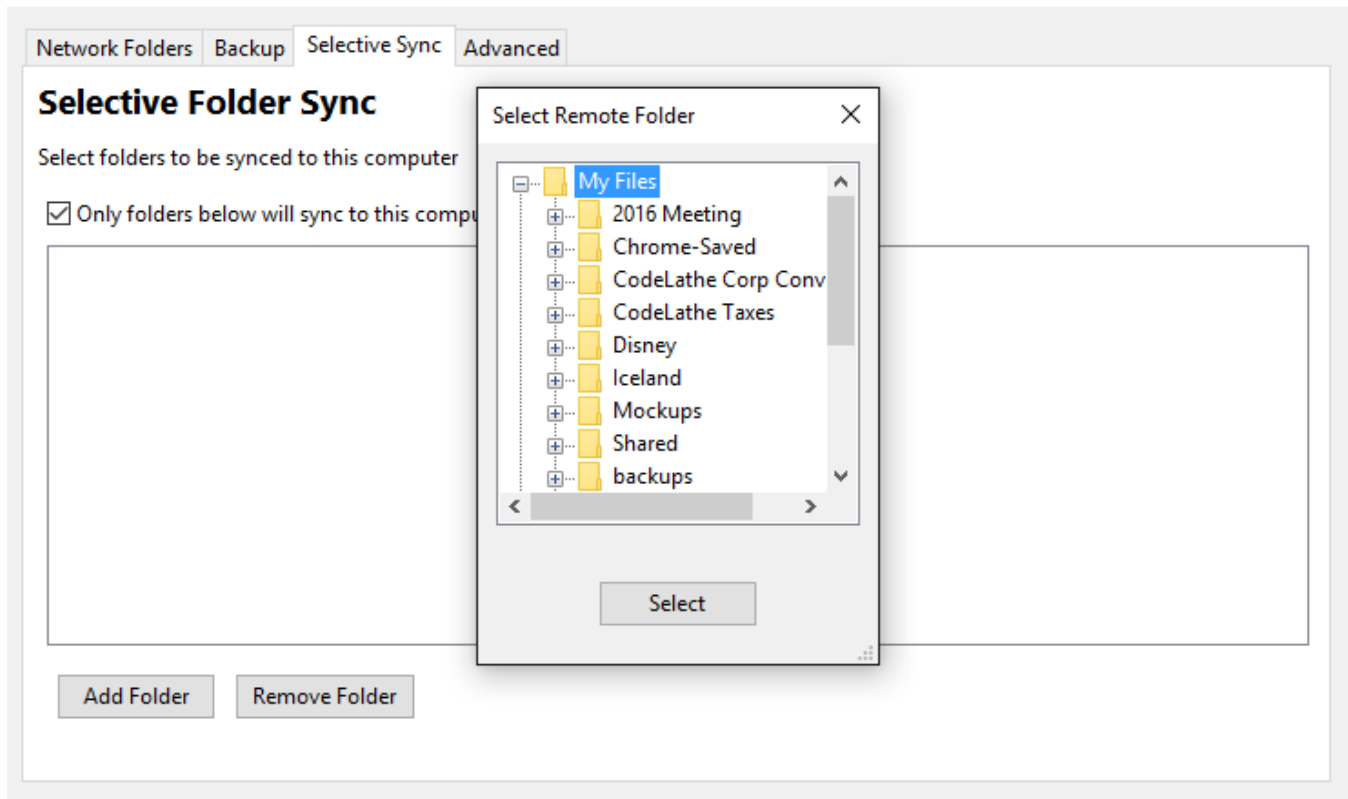 Network Folders Backup Selective Sync Advanced
Selective Folder Sync
Select folders to be synced to this computer
Only folders below will sync to this compu
Add Folder Remove Folder
Select Remote Folder
My Files
2016 Meeting
Chrome-Saved
CodeLathe Corp Conv
CodeLathe Taxes
Disney
Iceland
Mockups
Shared
backups
Select